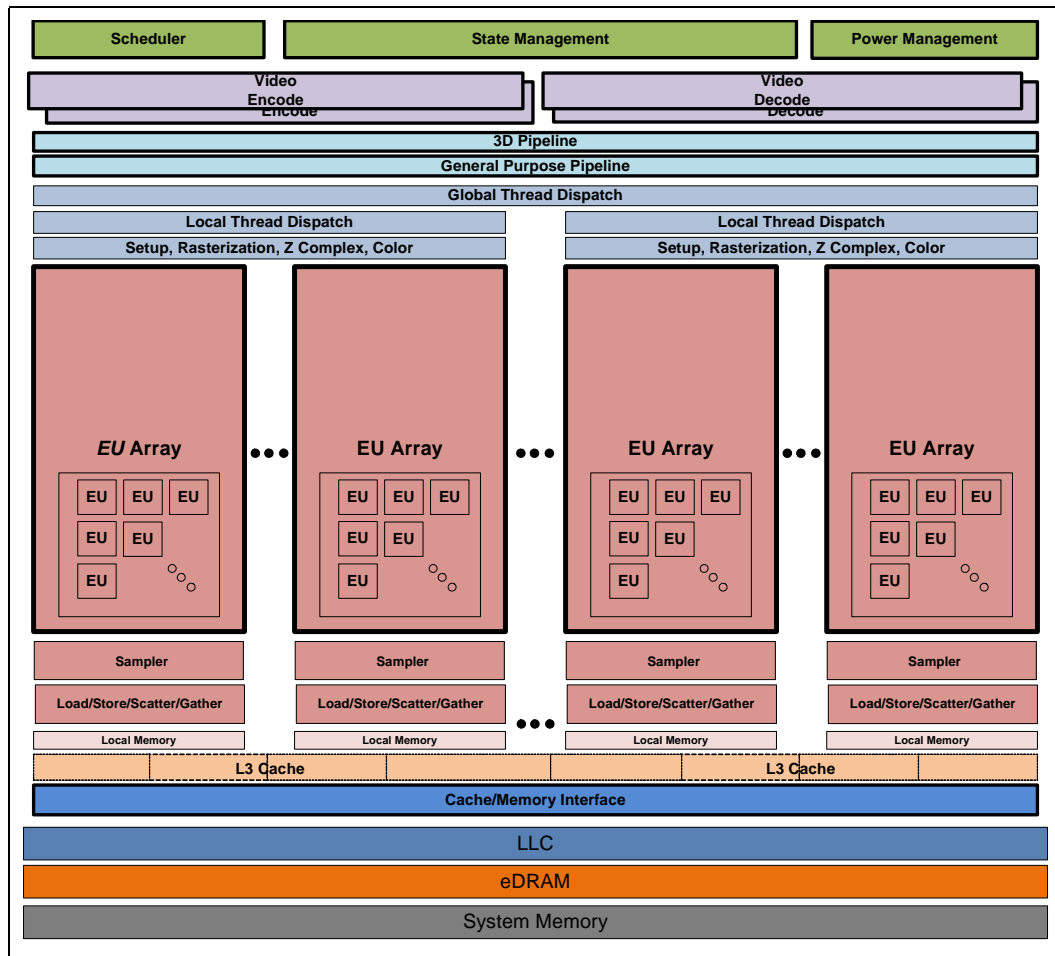 Scheduler
State Management
Power Management
Video
Encode
Encode
Video
Decode
Decode
3D Pipeline
General Purpose Pipeline
Global Thread Dispatch
Local Thread Dispatch
Local Thread Dispatch
Setup, Rasterization, Z Complex, Color
Setup, Rasterization, Z Complex, Color
EU Array
EU EU EU
EU EU
EU
EU Array
EU EU EU
EU EU
EU
EU Array
EU EU EU
EU EU
EU
EU Array
EU EU EU
EU EU
EU
Sampler
Sampler
Sampler
Sampler
Load/Store/Scatter/Gather
Load/Store/Scatter/Gather
Load/Store/Scatter/Gather
Load/Store/Scatter/Gather
Local Memory
Local Memory
Local Memory
Local Memory
L3 Cache
L3 Cache
Cache/Memory Interface
LLC
eDRAM
System Memory